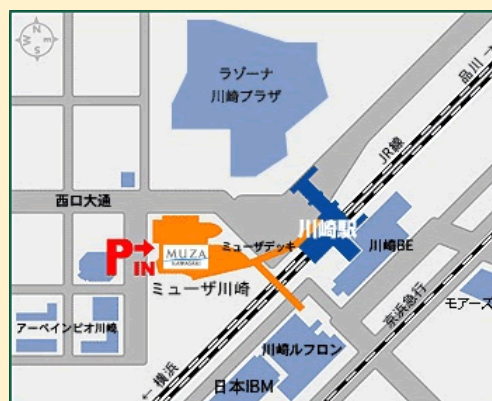 N
W
E
S
ラゾーナ
川崎プラザ
品川→
JR線
西口大通
川崎駅
P→
IN
MUZA
KAWASAKI
ミューザデッキ
川崎BE
ミューザ川崎
京浜急行
モアーズ
アーベインビオ川崎
川崎ルフロン
←横浜
日本IBM